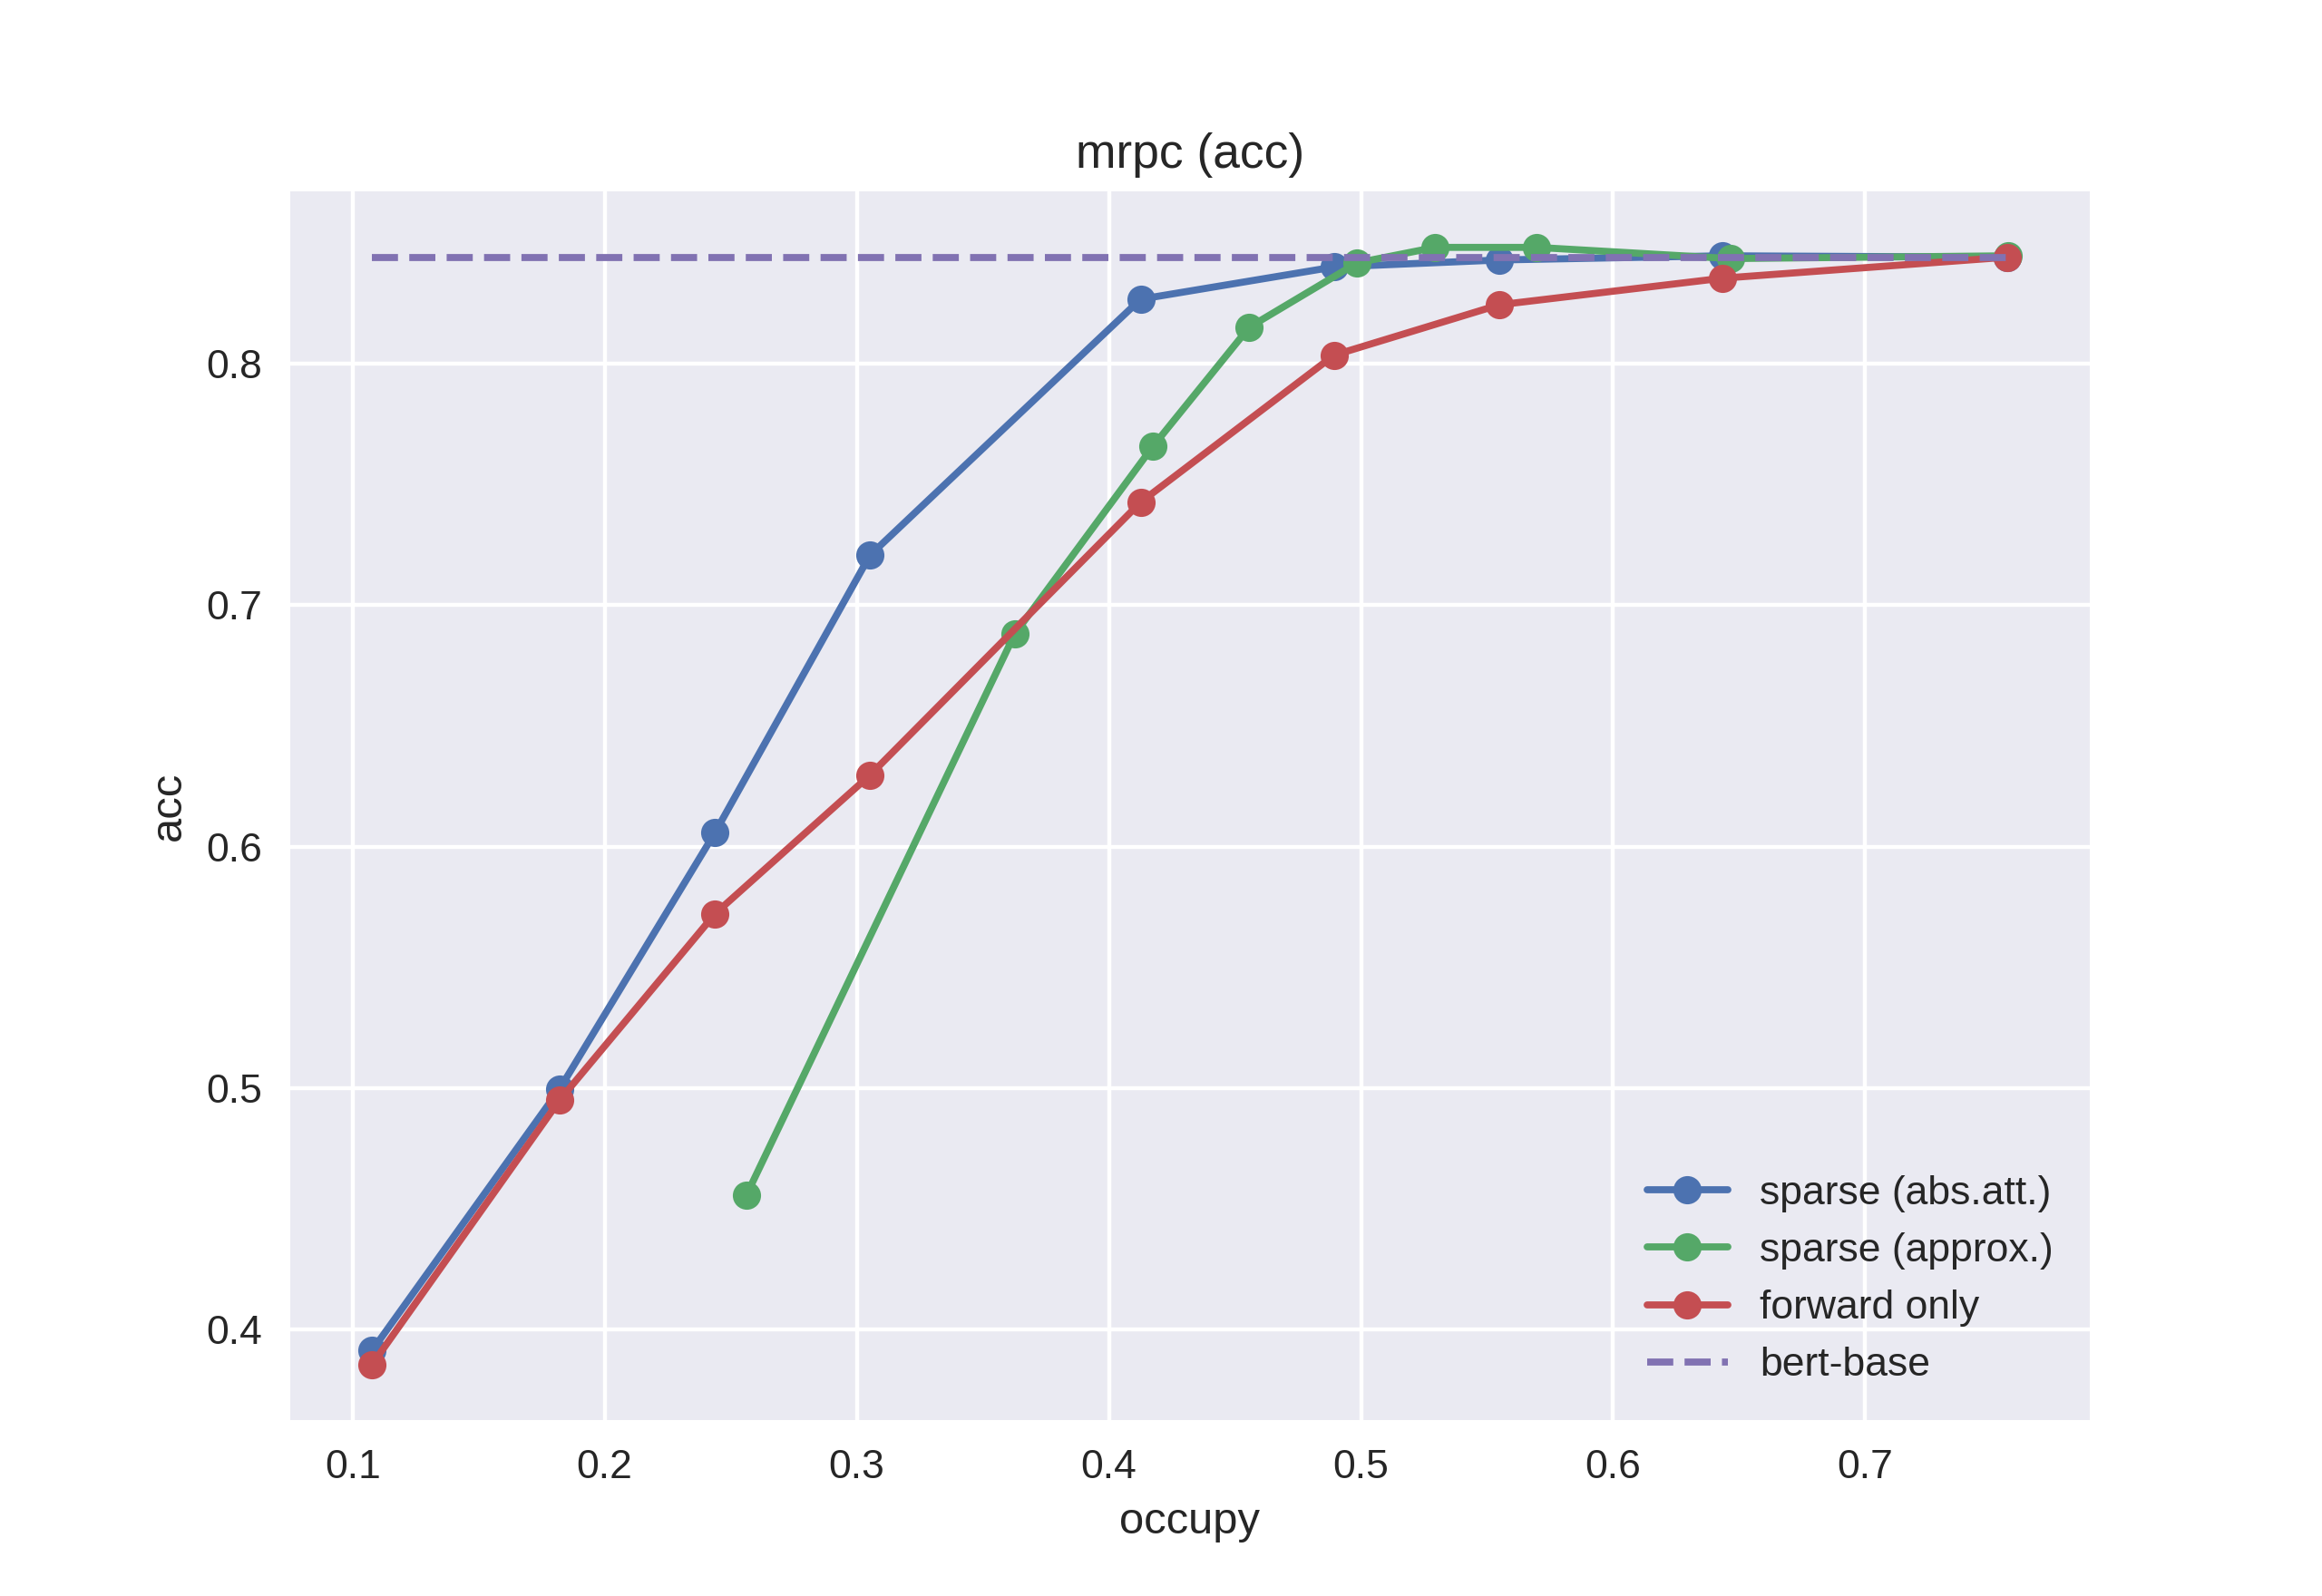 mrpc (acc)
acc
0.8
0.7
0.6
0.5
0.4
sparse (abs.att.)
sparse (approx.)
forward only
bert-base
0.1 0.2 0.3 0.4 0.5 0.6 0.7
occupy